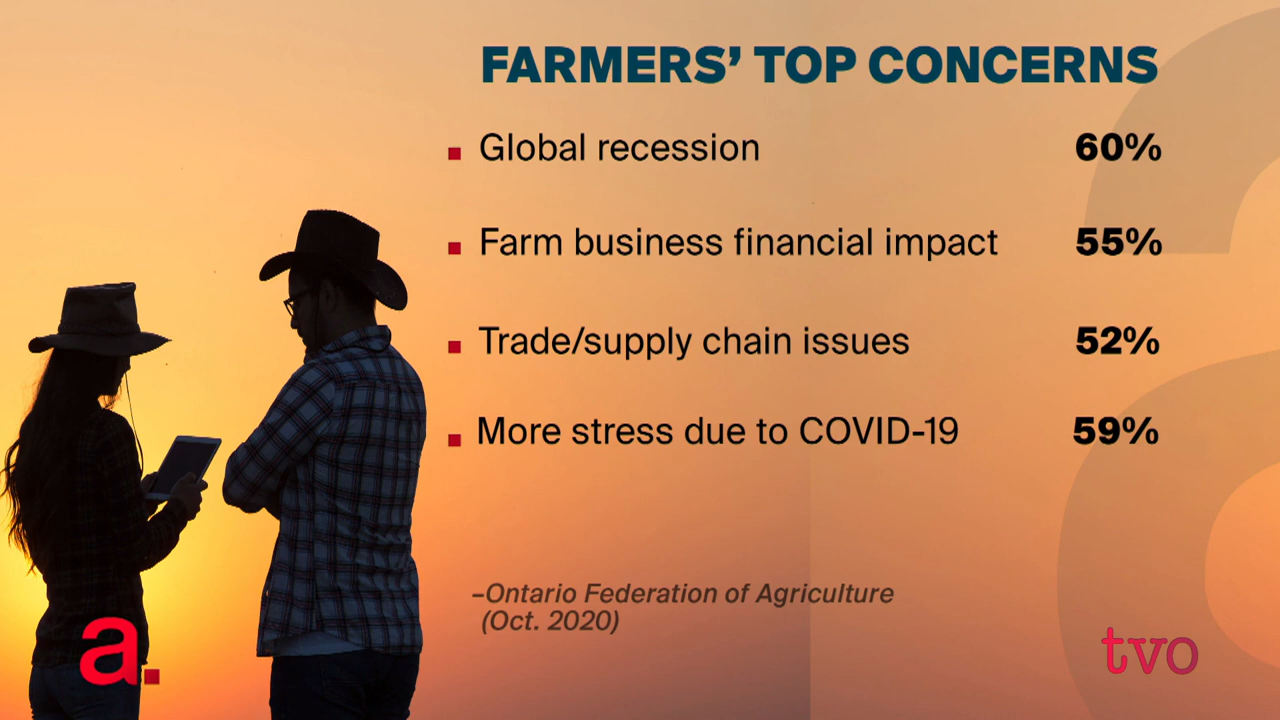 FARMERS’ TOP CONCERNS
Global recession 60%
Farm business financial impact 55%
Trade/supply chain issues 52%
More stress due to COVID-19 59%
–Ontario Federation of Agriculture
(Oct. 2020)
a.
tvo